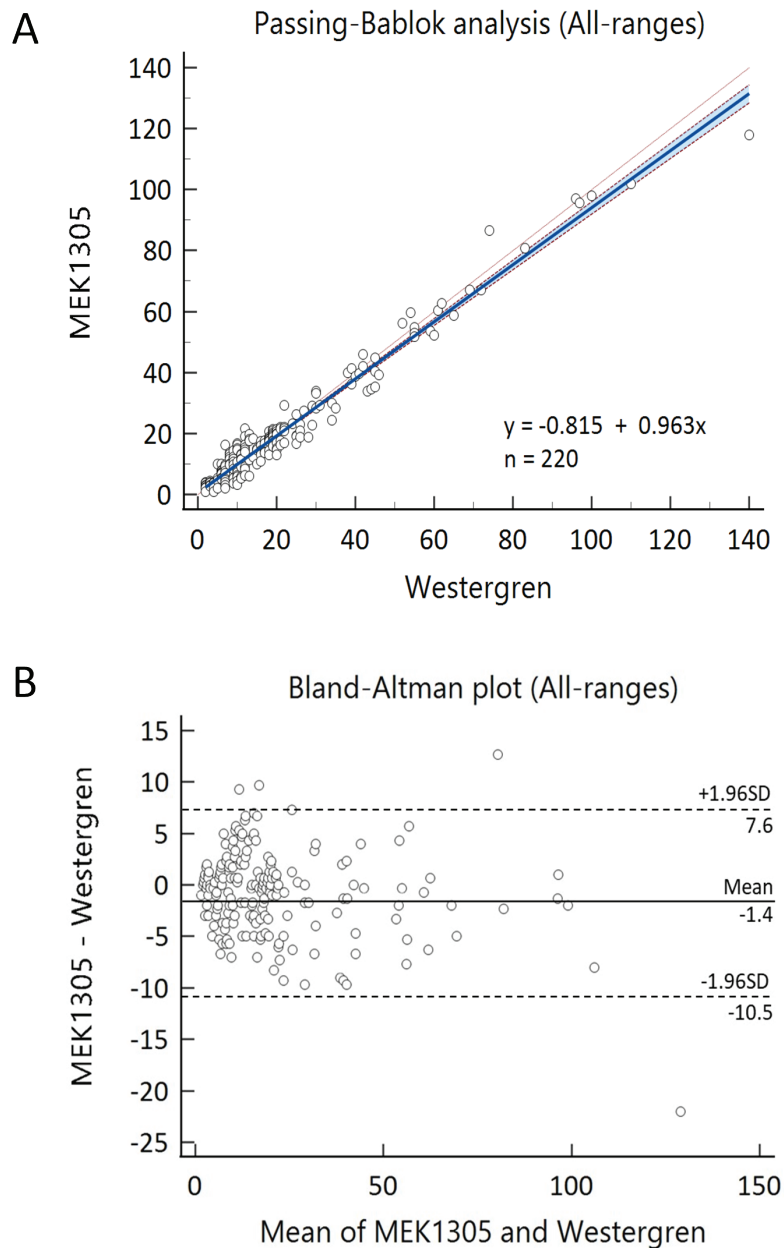 A
Passing-Bablok analysis (All-ranges)
140
120
100
80
60
40
20
0
MEK1305
y = -0.815 + 0.963x
n = 220
0 20 40 60 80 100 120 140
Westergren
B
Bland-Altman plot (All-ranges)
15
10
5
0
-5
-10
-15
-20
-25
MEK1305 - Westergren
+1.96SD
7.6
Mean
-1.4
-1.96SD
-10.5
0 50 100 150
Mean of MEK1305 and Westergren